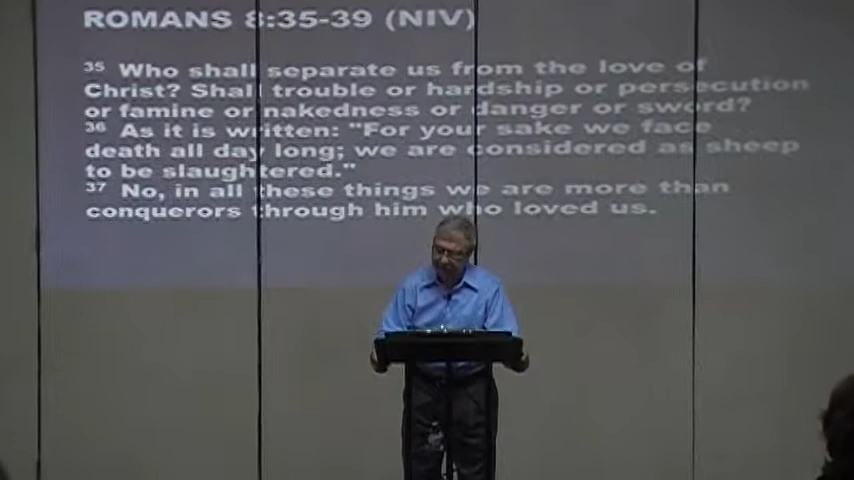 ROMANS 8:35-39 (NIV)
35 Who shall separate us from the love of
Christ? Shall trouble or hardship or persecution
or famine or nakedness or danger or sword?
36 As it is written: "For your sake we face
death all day long; we are considered as sheep
to be slaughtered."
37 No, in all these things we are more than
conquerors through him who loved us.